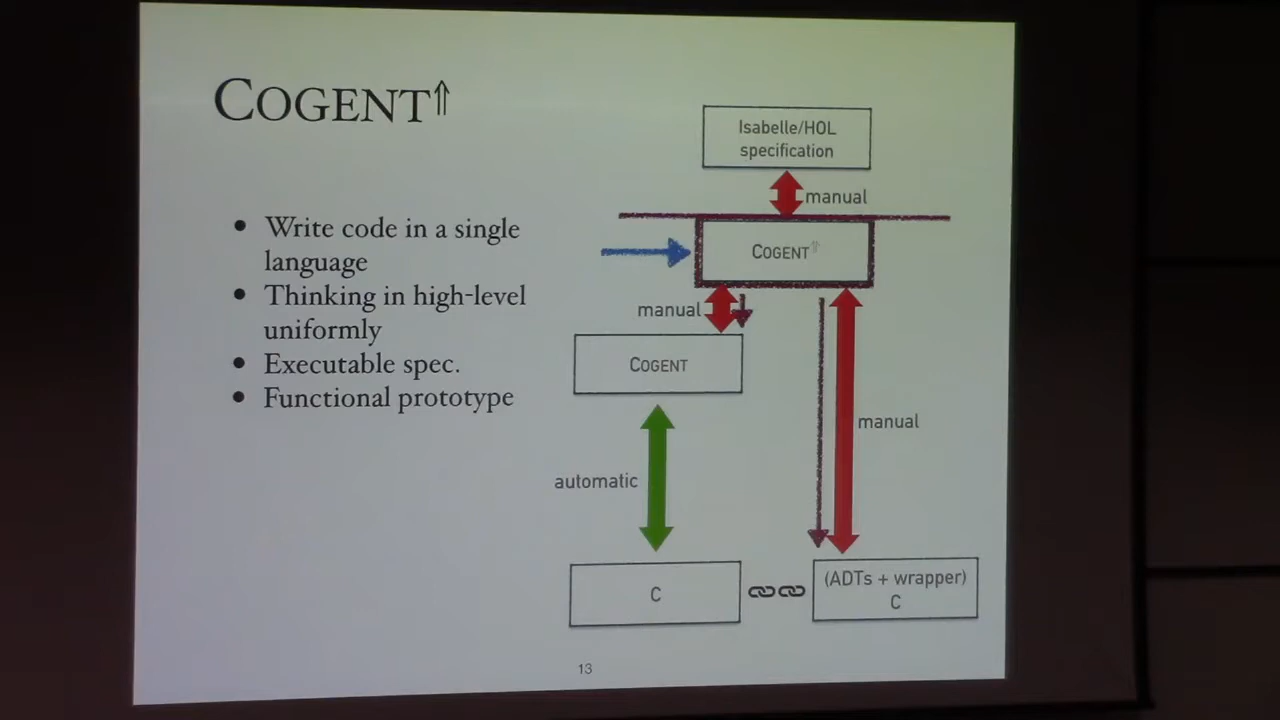 COGENT⇑
• Write code in a single
language
• Thinking in high-level
uniformly
• Executable spec.
• Functional prototype
Isabelle/HOL
specification
manual
COGENT⇑
manual
COGENT
manual
automatic
C
(ADTs + wrapper)
C
13